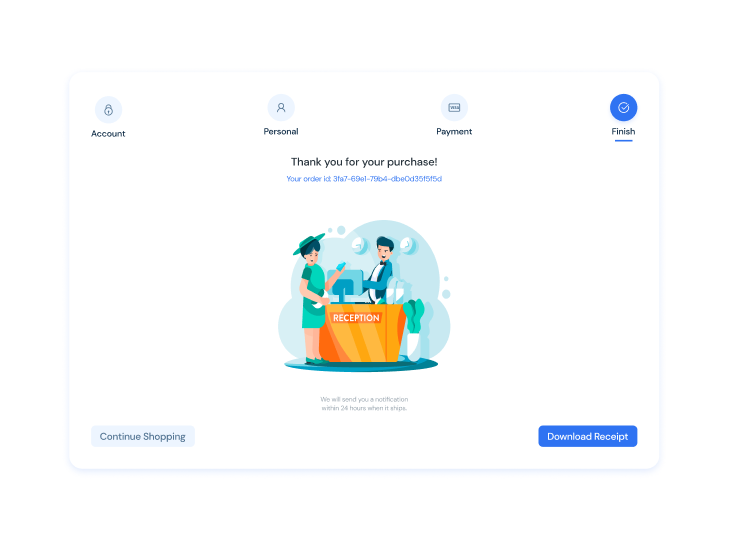 Account
Personal
Payment
Finish
Thank you for your purchase!
Your order id: 3fa7-69e1-79b4-dbe0d35f5f5d
RECEPTION
We will send you a notification
within 24 hours when it ships.
Continue Shopping
Download Receipt